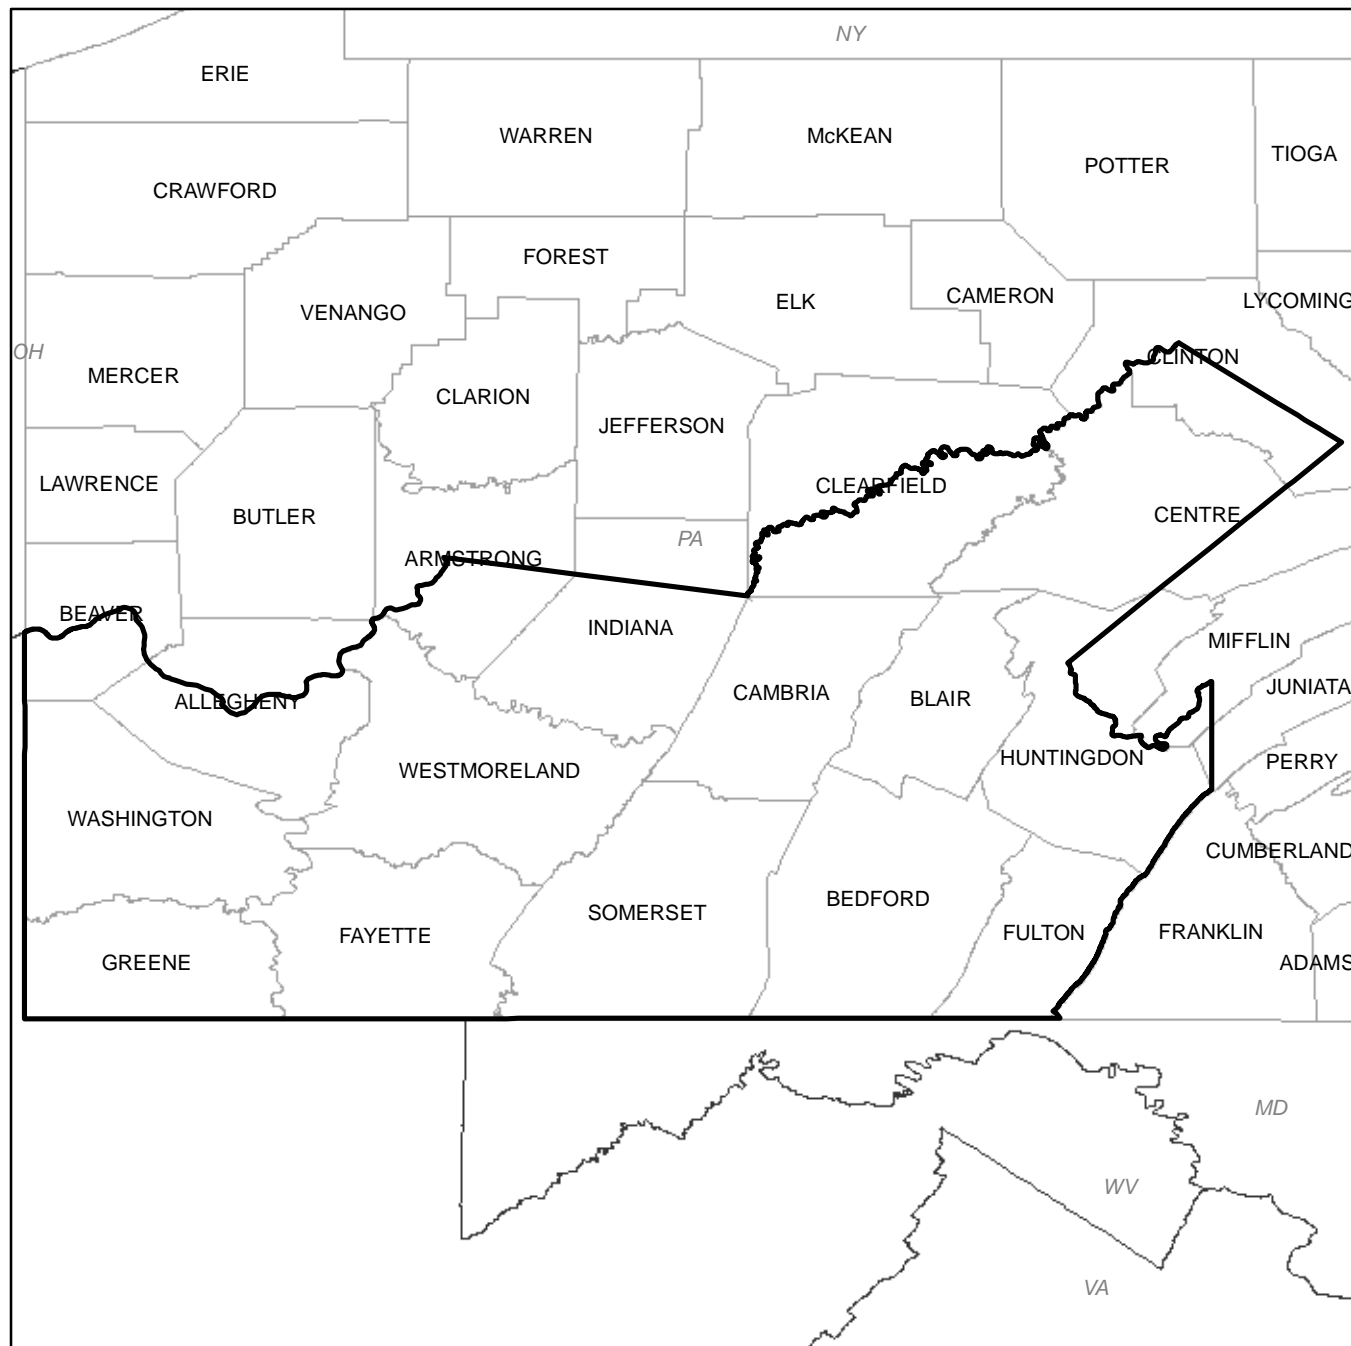 NY
ERIE
WARREN
McKEAN
POTTER
TIOGA
CRAWFORD
FOREST
ELK
CAMERON
LYCOMING
VENANGO
OH
MERCER
CLINTON
CLARION
JEFFERSON
LAWRENCE
CLEARFIELD
BUTLER
CENTRE
PA
ARMSTRONG
BEAVER
INDIANA
MIFFLIN
JUNIATA
CAMBRIA
BLAIR
ALLEGHENY
HUNTINGDON
PERRY
WESTMORELAND
WASHINGTON
CUMBERLAND
BEDFORD
SOMERSET
FAYETTE
FULTON
FRANKLIN
GREENE
ADAMS
MD
WV
VA